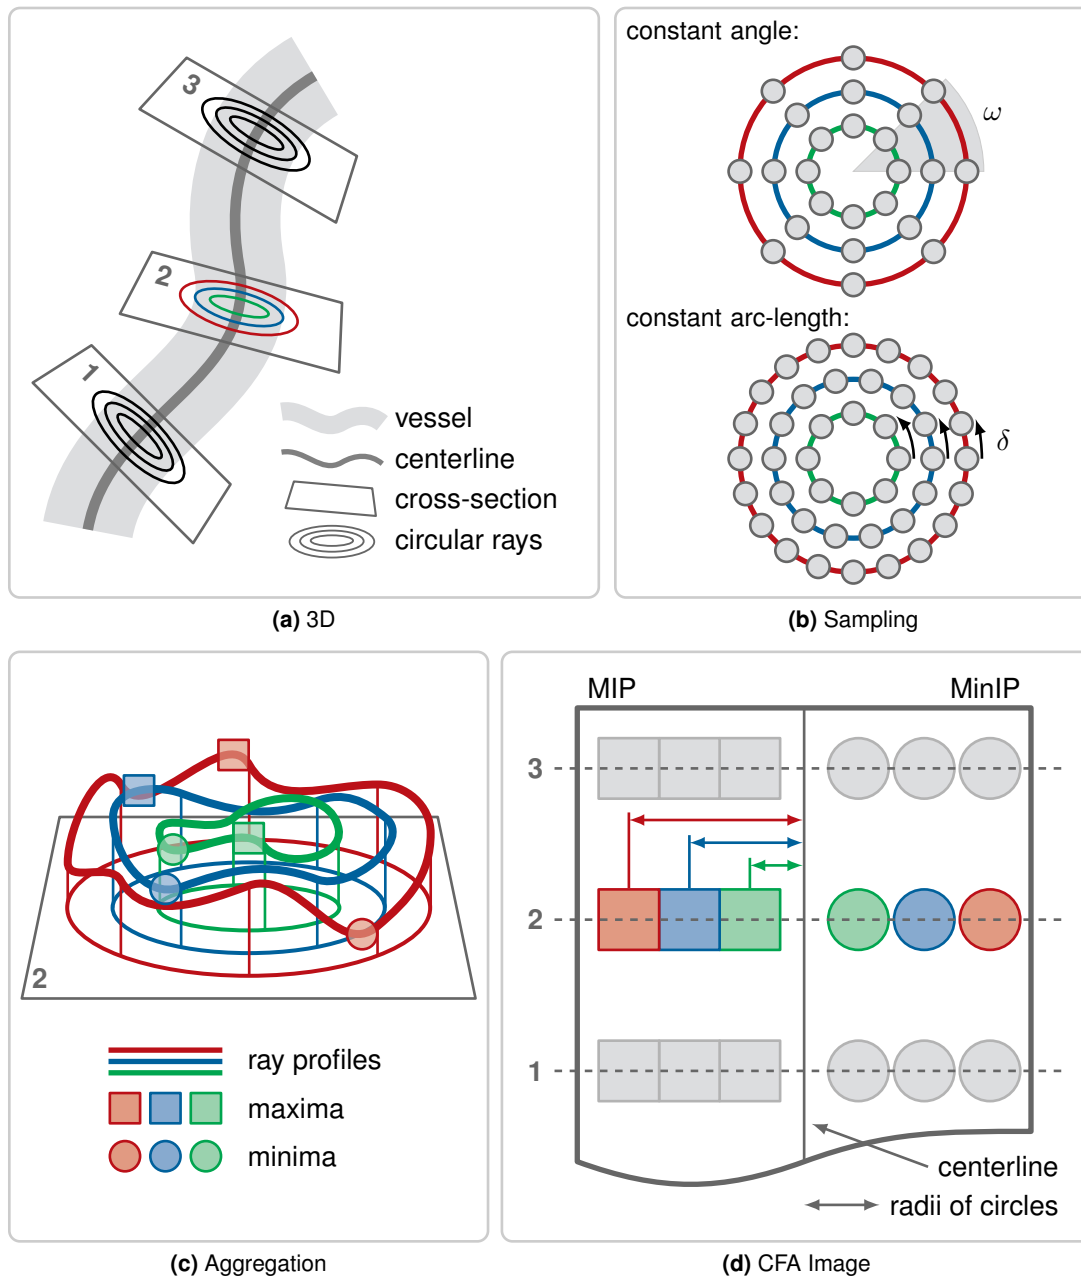 3
2
1
vessel
centerline
cross-section
circular rays
(a) 3D
constant angle:
ω
constant arc-length:
δ
(b) Sampling
2
ray profiles
maxima
minima
(c) Aggregation
MIP MinIP
3
2
1
centerline
radii of circles
(d) CFA Image